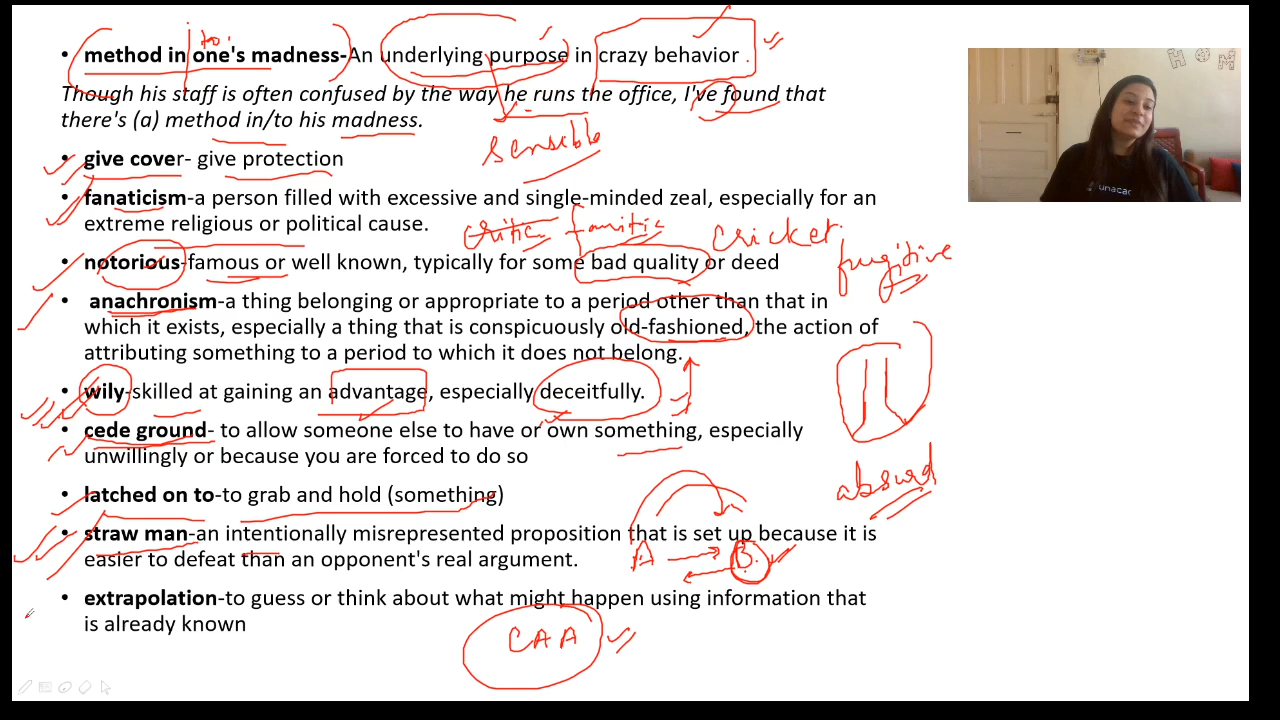 • method in one's madness-An underlying purpose in crazy behavior .
to
Though his staff is often confused by the way he runs the office, I've found that
there's (a) method in/to his madness.
sensible
• give cover- give protection
• fanaticism-a person filled with excessive and single-minded zeal, especially for an
extreme religious or political cause.
critic fanitic cricket
fugitive
• notorious-famous or well known, typically for some bad quality or deed
• anachronism-a thing belonging or appropriate to a period other than that in
which it exists, especially a thing that is conspicuously old-fashioned, the action of
attributing something to a period to which it does not belong.
• wily-skilled at gaining an advantage, especially deceitfully.
• cede ground- to allow someone else to have or own something, especially
unwillingly or because you are forced to do so
absurd
• latched on to-to grab and hold (something)
• straw man-an intentionally misrepresented proposition that is set up because it is
easier to defeat than an opponent's real argument.
A B
• extrapolation-to guess or think about what might happen using information that
is already known
CAA
unacad
H M